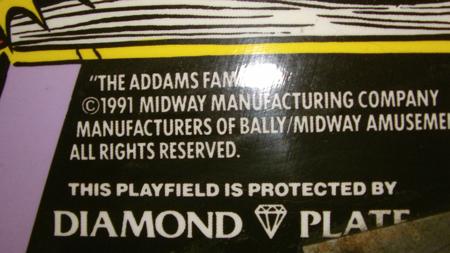 "THE ADDAMS FAM
©1991 MIDWAY MANUFACTURING COMPANY
MANUFACTURERS OF BALLY/MIDWAY AMUSEME
ALL RIGHTS RESERVED.
THIS PLAYFIELD IS PROTECTED BY
DIAMOND PLATE